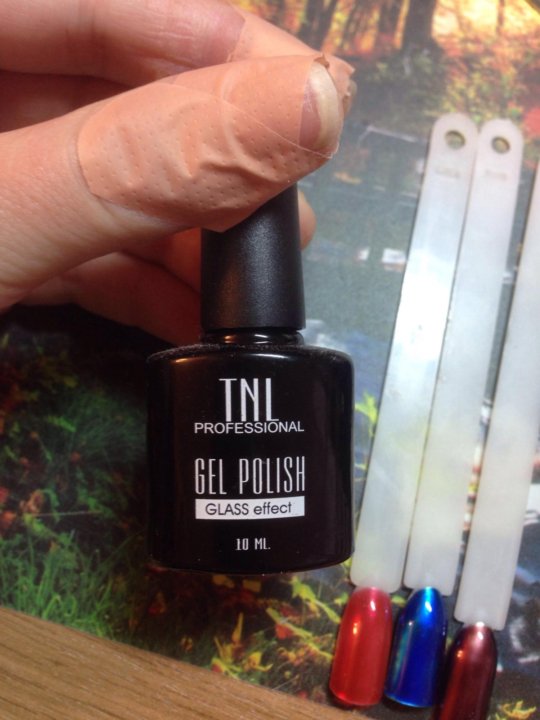 TNL
PROFESSIONAL
GEL POLISH
GLASS effect
10 ML.